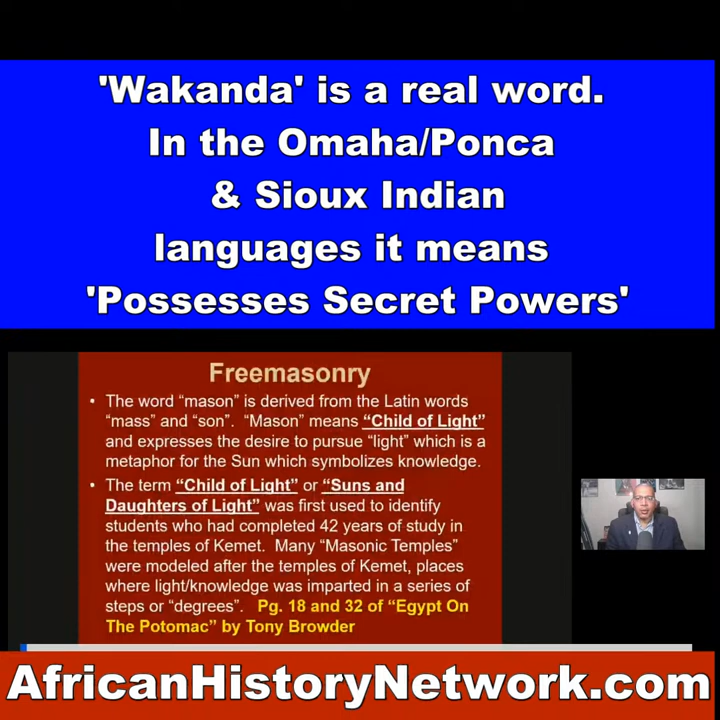 'Wakanda' is a real word.
In the Omaha/Ponca
& Sioux Indian
languages it means
'Possesses Secret Powers'
Freemasonry
• The word “mason” is derived from the Latin words
“mass” and “son”. “Mason” means “Child of Light”
and expresses the desire to pursue “light” which is a
metaphor for the Sun which symbolizes knowledge.
• The term “Child of Light” or “Suns and
Daughters of Light” was first used to identify
students who had completed 42 years of study in
the temples of Kemet. Many “Masonic Temples”
were modeled after the temples of Kemet, places
where light/knowledge was imparted in a series of
steps or “degrees”. Pg. 18 and 32 of “Egypt On
The Potomac” by Tony Browder
AfricanHistoryNetwork.com